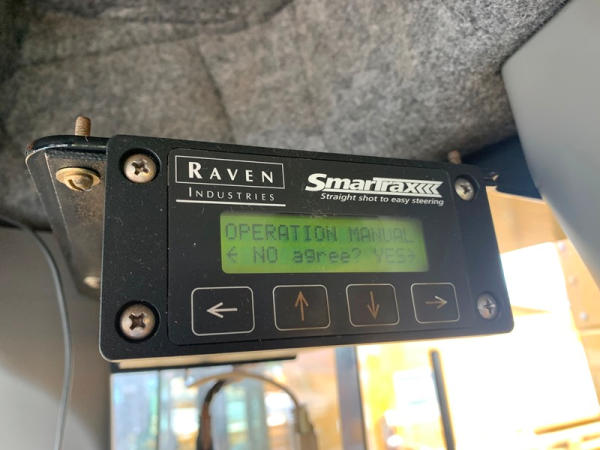 RAVEN
INDUSTRIES
SmarTrax
Straight shot to easy steering
OPERATION MANUAL
← NO agree? YES→